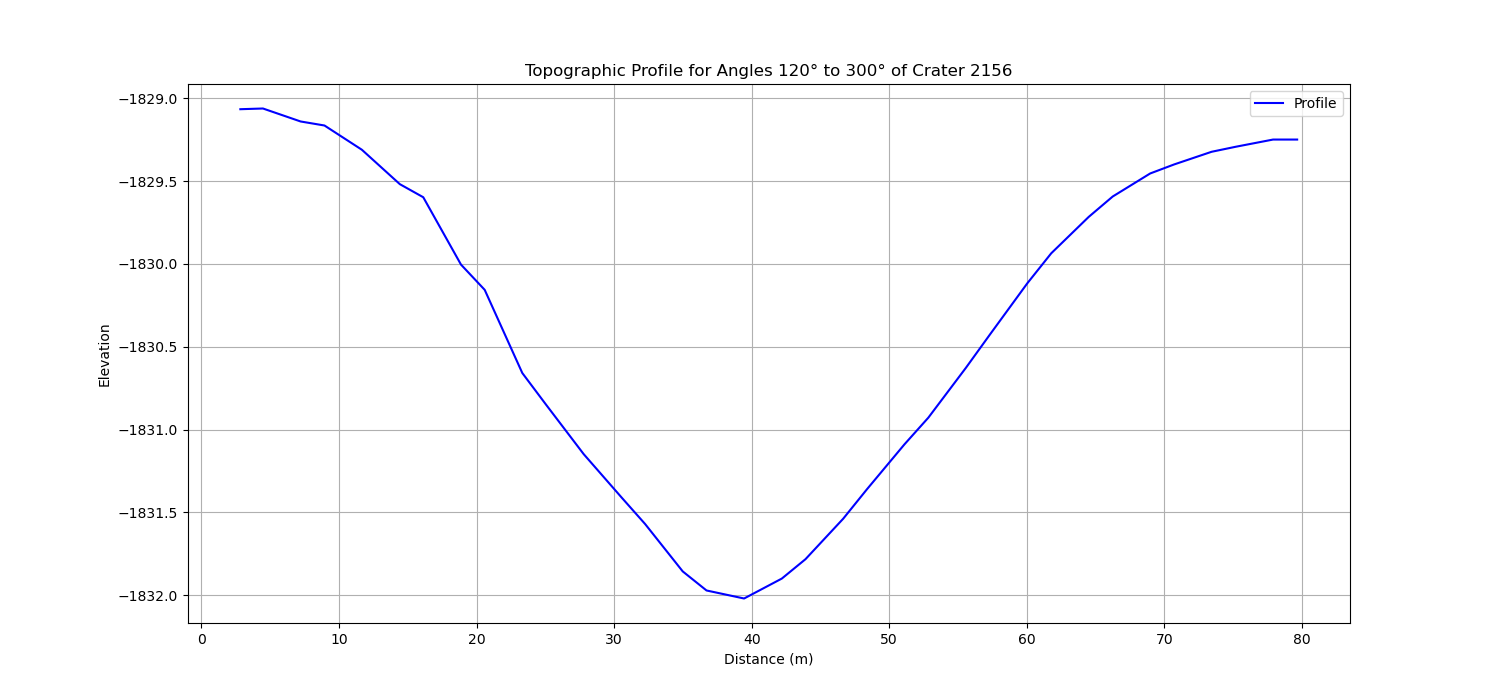 Topographic Profile for Angles 120° to 300° of Crater 2156
Profile
Elevation
−1829.0
−1829.5
−1830.0
−1830.5
−1831.0
−1831.5
−1832.0
0 10 20 30 40 50 60 70 80
Distance (m)